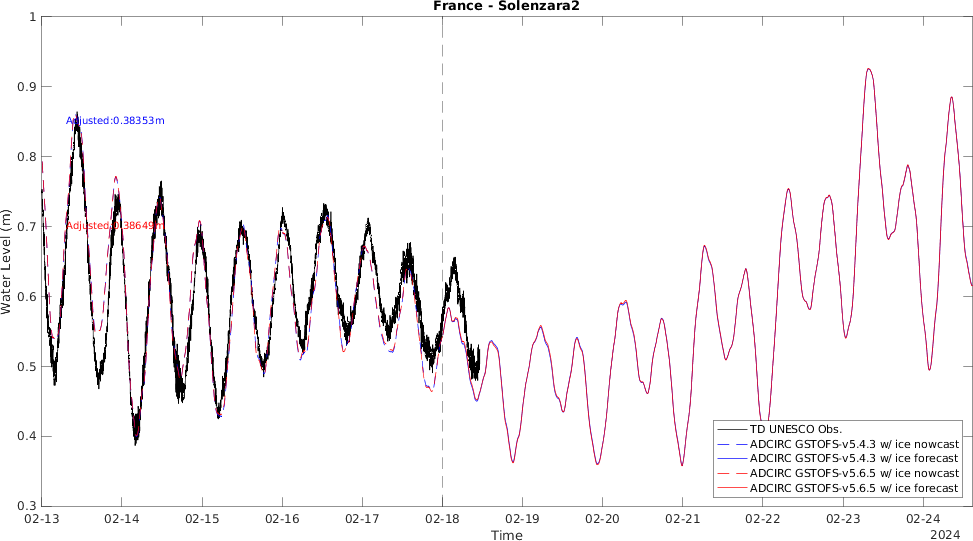 France - Solenzara2
1
0.9
0.8
0.7
0.6
0.5
0.4
0.3
Water Level (m)
Adjusted:0.38353m
Adjusted:0.38649m
TD UNESCO Obs.
ADCIRC GSTOFS-v5.4.3 w/ ice nowcast
ADCIRC GSTOFS-v5.4.3 w/ ice forecast
ADCIRC GSTOFS-v5.6.5 w/ ice nowcast
ADCIRC GSTOFS-v5.6.5 w/ ice forecast
02-13 02-14 02-15 02-16 02-17 02-18 02-19 02-20 02-21 02-22 02-23 02-24
Time
2024